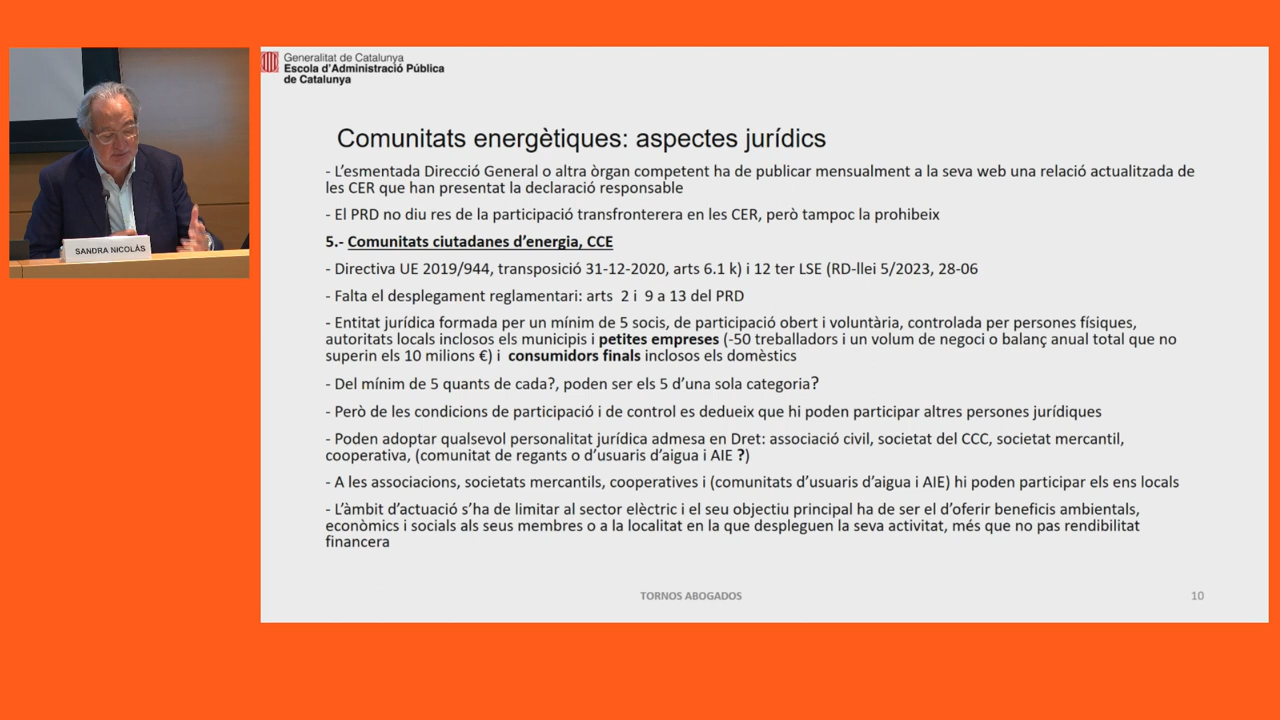 Generalitat de Catalunya
Escola d'Administració Pública
de Catalunya
SANDRA NICOLÁS
Comunitats energètiques: aspectes jurídics
- L'esmentada Direcció General o altra òrgan competent ha de publicar mensualment a la seva web una relació actualitzada de
les CER que han presentat la declaració responsable
- El PRD no diu res de la participació transfronterera en les CER, però tampoc la prohibeix
5.- Comunitats ciutadanes d'energia, CCE
- Directiva UE 2019/944, transposició 31-12-2020, arts 6.1 k) i 12 ter LSE (RD-llei 5/2023, 28-06
- Falta el desplegament reglamentari: arts 2 i 9 a 13 del PRD
- Entitat jurídica formada per un mínim de 5 socis, de participació obert i voluntària, controlada per persones físiques,
autoritats locals inclosos els municipis i petites empreses (-50 treballadors i un volum de negoci o balanç anual total que no
superin els 10 milions €) i consumidors finals inclosos els domèstics
- Del mínim de 5 quants de cada?, poden ser els 5 d'una sola categoria?
- Però de les condicions de participació i de control es dedueix que hi poden participar altres persones jurídiques
- Poden adoptar qualsevol personalitat jurídica admesa en Dret: associació civil, societat del CCC, societat mercantil,
cooperativa, (comunitat de regants o d'usuaris d'aigua i AIE ?)
- A les associacions, societats mercantils, cooperatives i (comunitats d'usuaris d'aigua i AIE) hi poden participar els ens locals
- L'àmbit d'actuació s'ha de limitar al sector elèctric i el seu objectiu principal ha de ser el d'oferir beneficis ambientals,
econòmics i socials als seus membres o a la localitat en la que despleguen la seva activitat, més que no pas rendibilitat
financera
TORNOS ABOGADOS
10